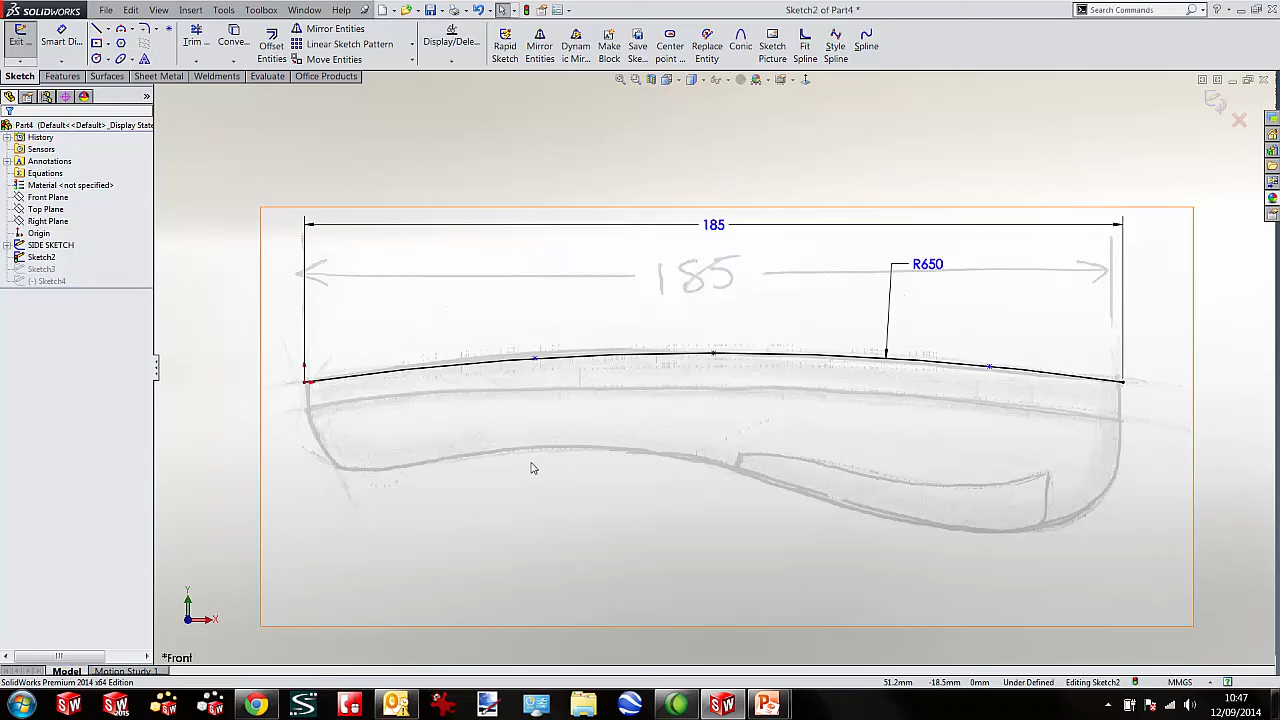 SOLIDWORKS File Edit View Insert Tools Toolbox Window Help Sketch2 of Part4 * Search Commands
Exit ... Smart Di... Trim ... Conve... Offset Entities Mirror Entities Linear Sketch Pattern Move Entities Display/Dele... Rapid Sketch Mirror Entities Dynam ic Mir... Make Block Save Ske... Center point ... Replace Entity Conic Sketch Picture Fit Spline Style Spline Spline
Sketch Features Surfaces Sheet Metal Weldments Evaluate Office Products
Part4 (Default<<Default>_Display State
History
Sensors
Annotations
Equations
Material <not specified>
Front Plane
Top Plane
Right Plane
Origin
SIDE SKETCH
Sketch2
Sketch3
(-) Sketch4
185
R650
185
Y
X
*Front
Model Motion Study 1
SolidWorks Premium 2014 x64 Edition 51.2mm -18.5mm 0mm Under Defined Editing Sketch2 MMGS
10:47
12/09/2014